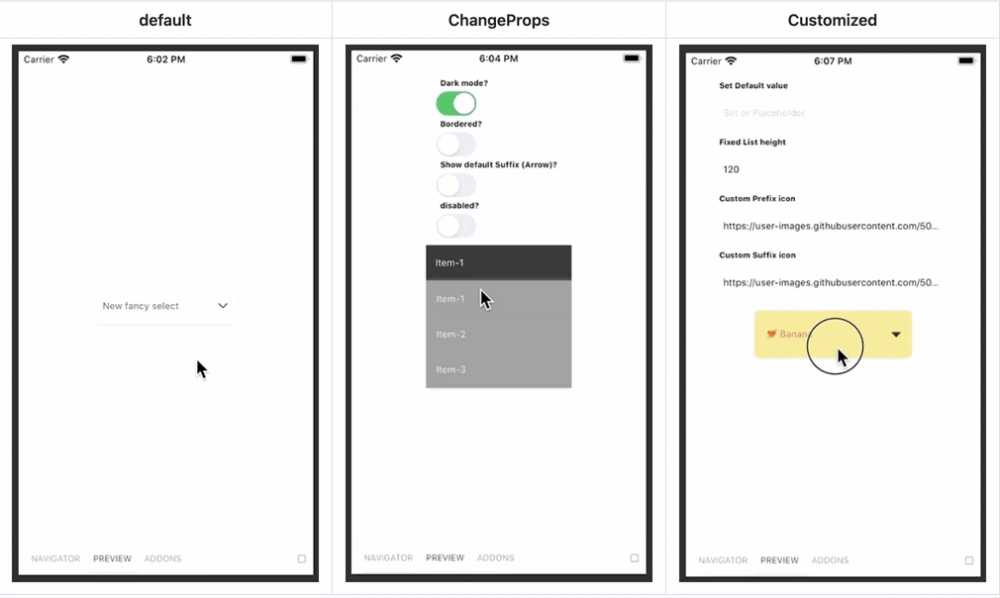 default
ChangeProps
Customized
Carrier
6:02 PM
New fancy select
NAVIGATOR PREVIEW ADDONS
Carrier
6:04 PM
Dark mode?
Bordered?
Show default Suffix (Arrow)?
disabled?
Item-1
Item-1
Item-2
Item-3
NAVIGATOR PREVIEW ADDONS
Carrier
6:07 PM
Set Default value
Set or Placeholder
Fixed List height
120
Custom Prefix icon
https://user-images.githubusercontent.com/50...
Custom Suffix icon
https://user-images.githubusercontent.com/50...
Banana
NAVIGATOR PREVIEW ADDONS